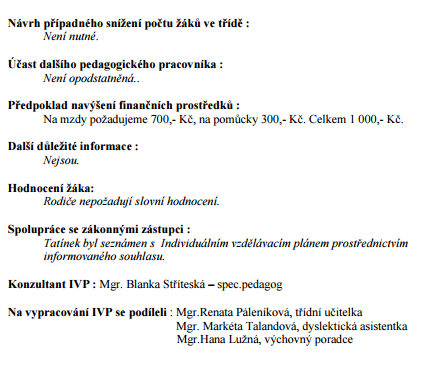 Návrh případného snížení počtu žáků ve třídě :
Není nutné.
Účast dalšího pedagogického pracovníka :
Není opodstatněná..
Předpoklad navýšení finančních prostředků :
Na mzdy požadujeme 700,- Kč, na pomůcky 300,- Kč. Celkem 1 000,- Kč.
Další důležité informace :
Nejsou.
Hodnocení žáka:
Rodiče nepožadují slovní hodnocení.
Spolupráce se zákonnými zástupci :
Tatínek byl seznámen s Individuálním vzdělávacím plánem prostřednictvím
informovaného souhlasu.
Konzultant IVP : Mgr. Blanka Stříteská – spec.pedagog
Na vypracování IVP se podíleli : Mgr.Renata Páleníková, třídní učitelka
Mgr. Markéta Talandová, dyslektická asistentka
Mgr.Hana Lužná, výchovný poradce